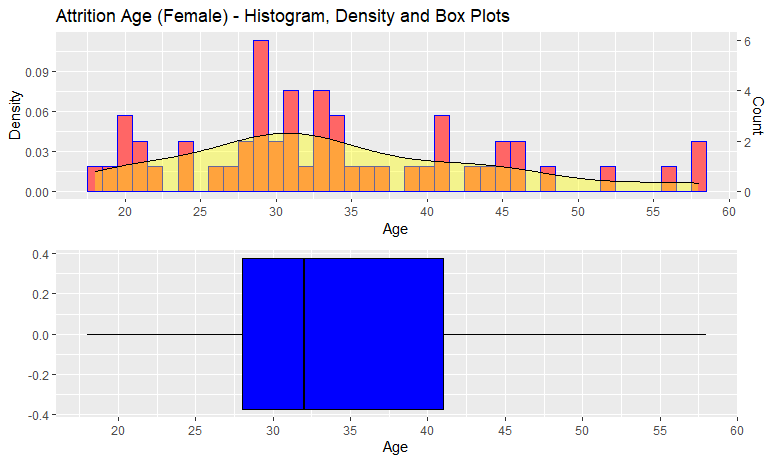 Attrition Age (Female) - Histogram, Density and Box Plots
0.09
0.06
0.03
0.00
Density
6
4
2
0
Count
20 25 30 35 40 45 50 55 60
Age
0.4
0.2
0.0
-0.2
-0.4
20 25 30 35 40 45 50 55 60
Age